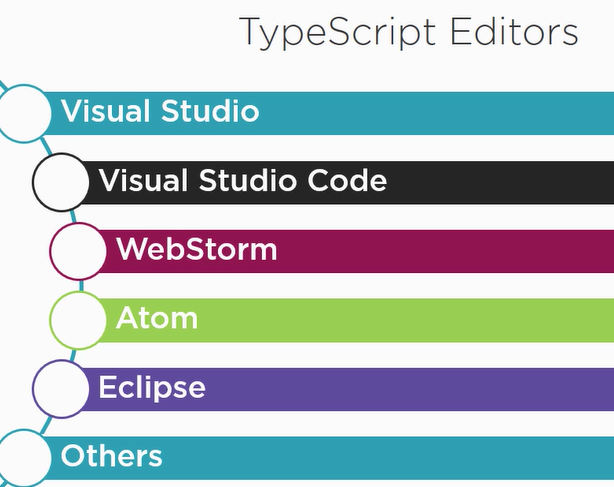 TypeScript Editors
Visual Studio
Visual Studio Code
WebStorm
Atom
Eclipse
Others